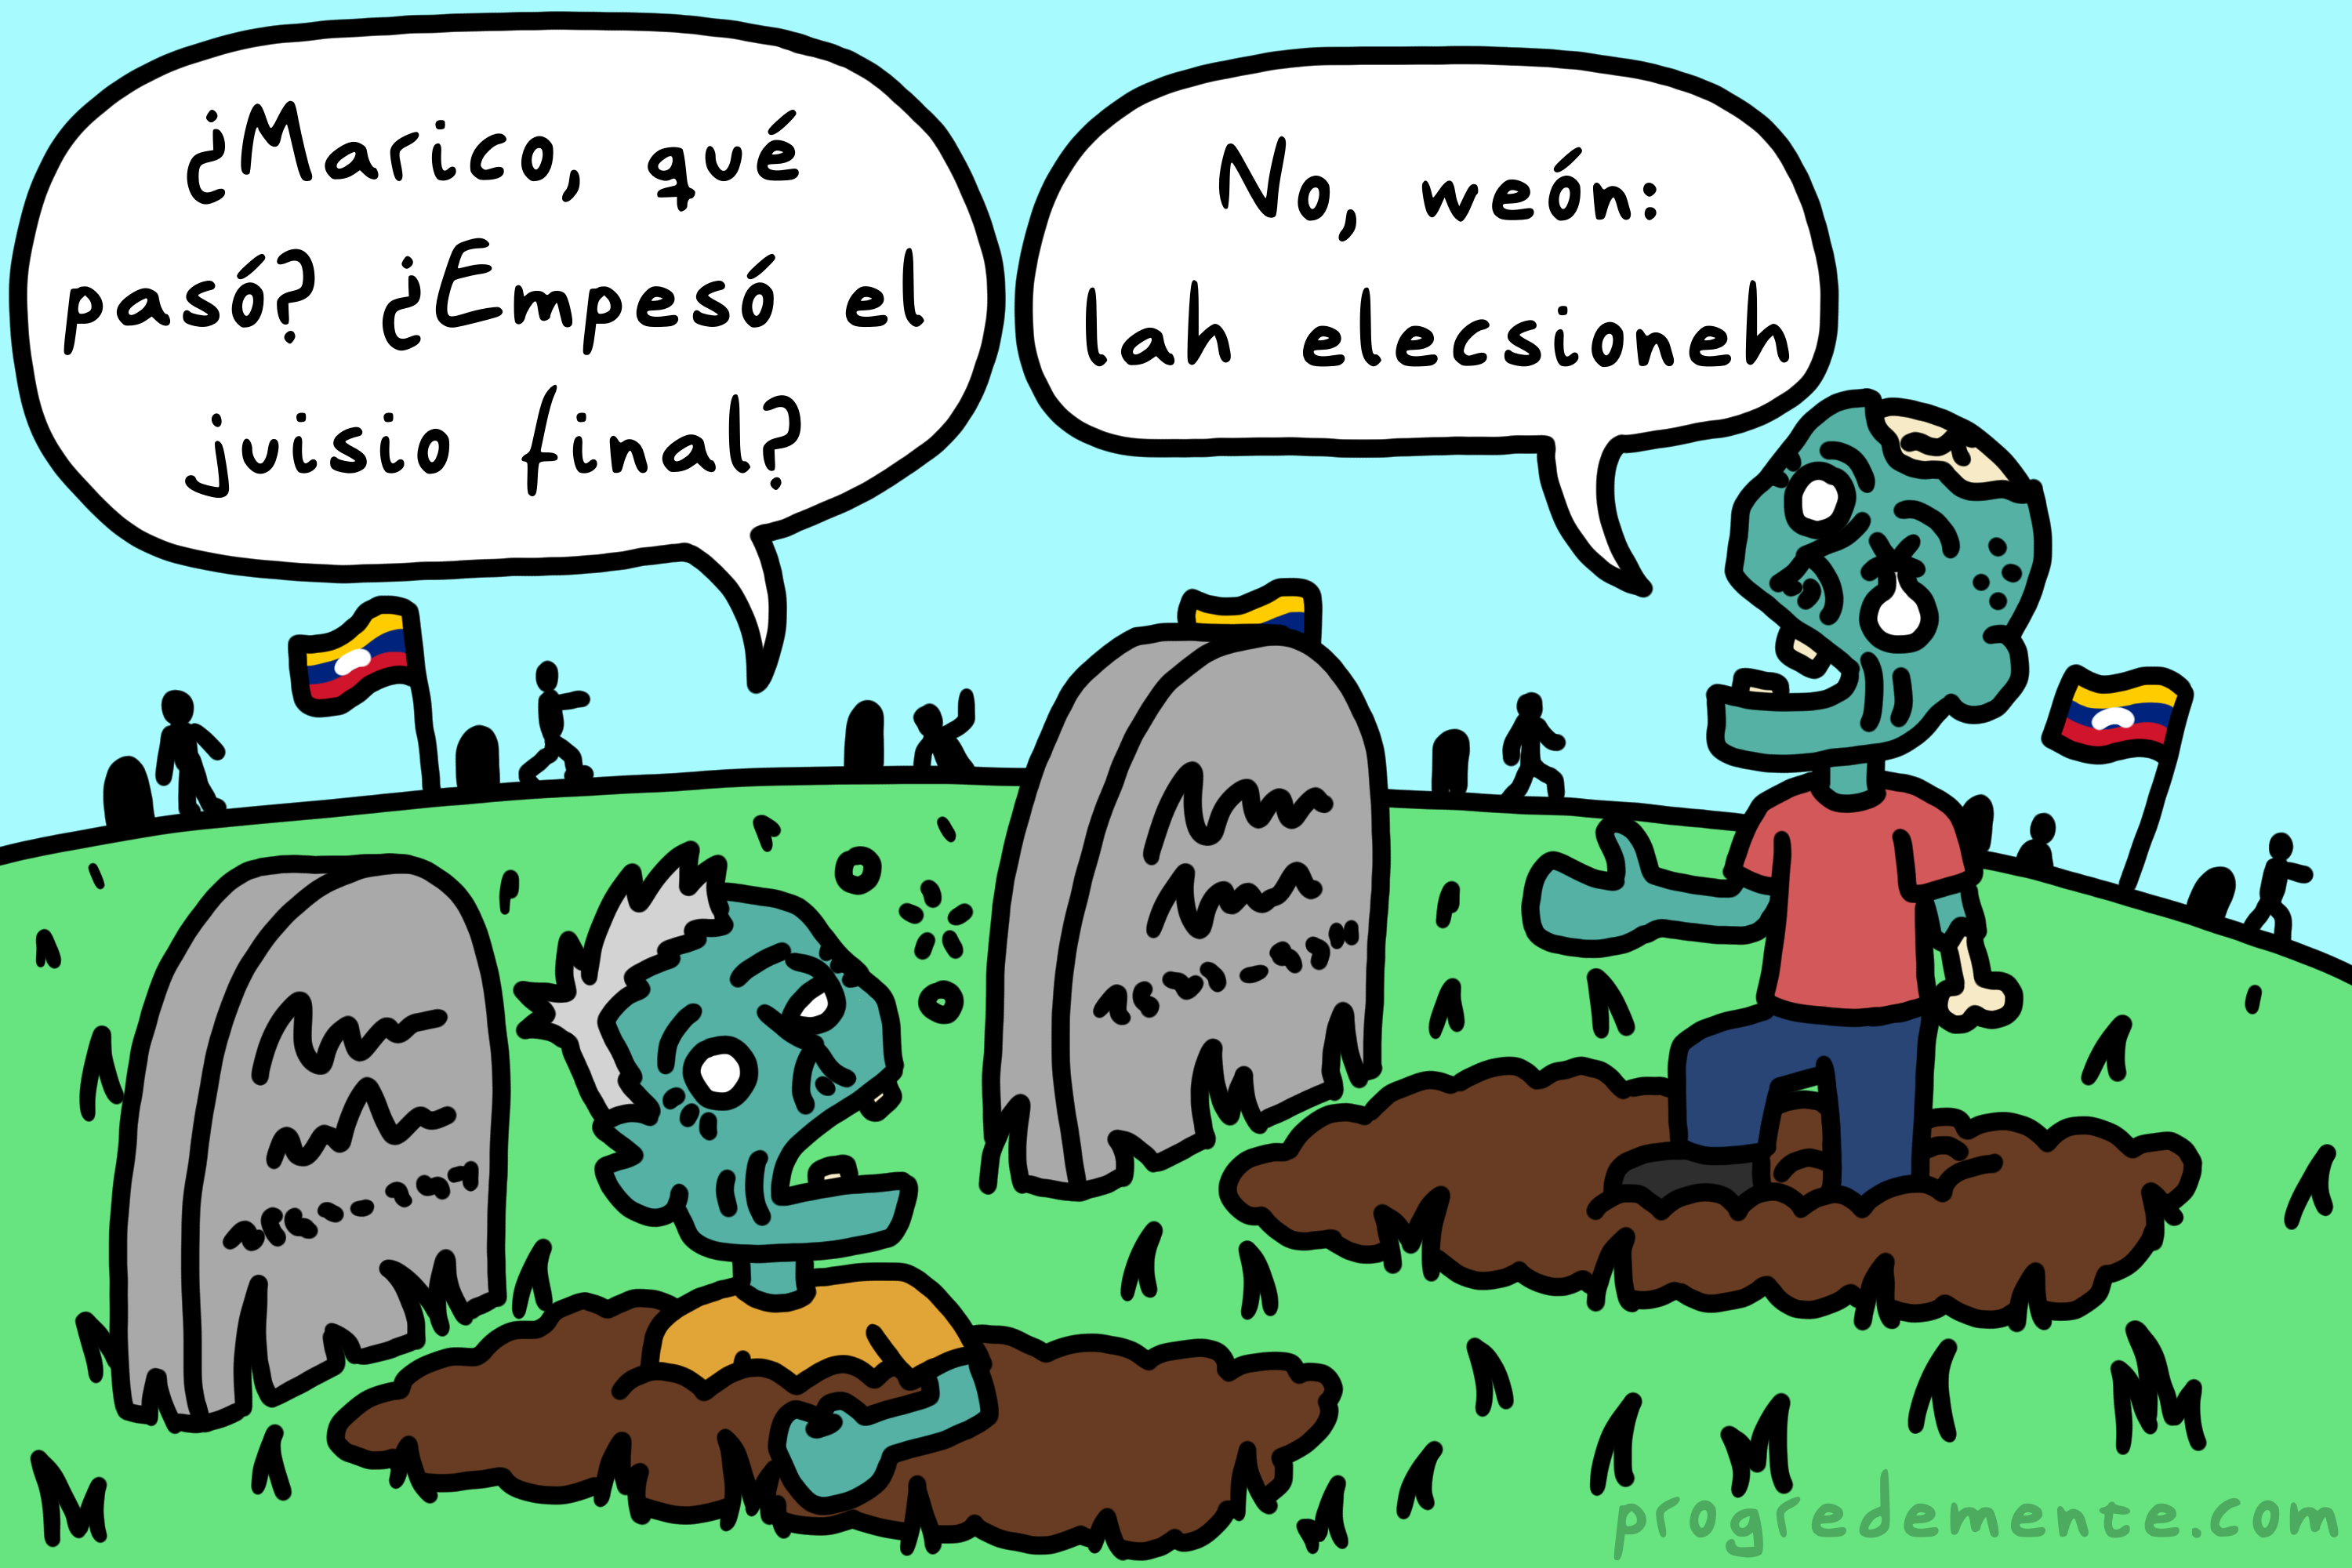 ¿Marico, qué
pasó? ¿Empesó el
juisio final?
No, weón:
lah elecsioneh
progredemente.com